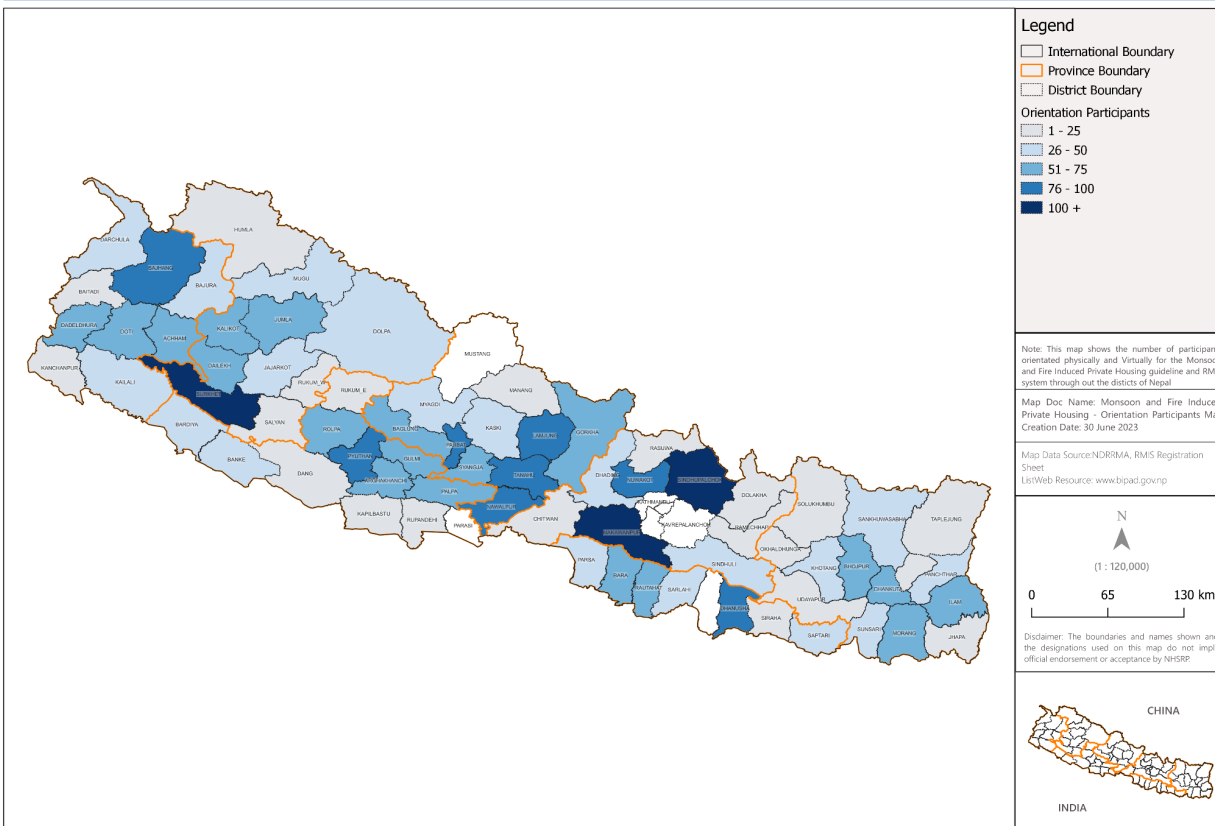 Legend
International Boundary
Province Boundary
District Boundary
Orientation Participants
1 - 25
26 - 50
51 - 75
76 - 100
100 +
Note: This map shows the number of participan
orientated physically and Virtually for the Monsoo
and Fire Induced Private Housing guideline and RM
system through out the disticts of Nepal
Map Doc Name: Monsoon and Fire Induce
Private Housing - Orientation Participants Ma
Creation Date: 30 June 2023
Map Data Source:NDRRMA, RMIS Registration
Sheet
ListWeb Resource: www.bipad.gov.np
N
(1 : 120,000)
0 65 130 km
Disclaimer: The boundaries and names shown and
the designations used on this map do not impl
official endorsement or acceptance by NHSRP.
CHINA
INDIA
HUMLA
DARCHULA
BAJHANG
MUGU
BAJURA
BAITADI
DADELDHURA
DOTI
ACHHAM
KALIKOT
JUMLA
DOLPA
MUSTANG
KANCHANPUR
KAILALI
DAILEKH
JAJARKOT
RUKUM_W
RUKUM_E
MANANG
MYAGDI
SURKHET
SALYAN
BARDIYA
ROLPA
BAGLUNG
KASKI
LAMJUNG
GORKHA
PARBAT
BANKE
DANG
PYUTHAN
GULMI
SYANGJA
TANAHU
ARGHAKHANCHI
PALPA
NAWALPUR
KAPILBASTU
RUPANDEHI
PARASI
CHITWAN
DHADING
RASUWA
NUWAKOT
SINDHUPALCHOK
DOLAKHA
KATHMANDU
KAVREPALANCHOK
RAMECHHAP
SOLUKHUMBU
SANKHUWASABHA
TAPLEJUNG
OKHALDHUNGA
MAKAWANPUR
PARSA
BARA
RAUTAHAT
SARLAHI
SINDHULI
DHANUSHA
SIRAHA
SAPTARI
UDAYAPUR
KHOTANG
BHOJPUR
DHANKUTA
PANCHTHAR
ILAM
SUNSARI
MORANG
JHAPA